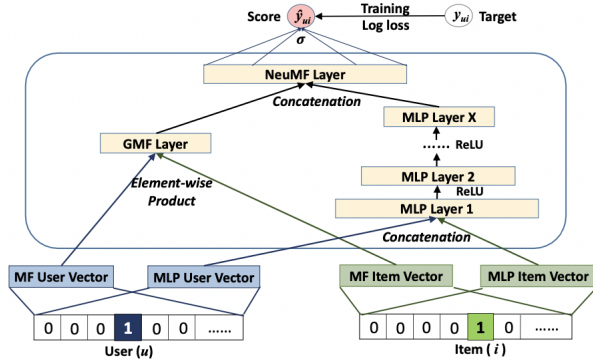 Score ŷui Training yui Target
Log loss
σ
NeuMF Layer
Concatenation
MLP Layer X
GMF Layer
...... ReLU
Element-wise
Product
MLP Layer 2
ReLU
MLP Layer 1
Concatenation
MF User Vector MLP User Vector MF Item Vector MLP Item Vector
0 0 0 1 0 0 ...... 0 0 0 0 0 1 0 ......
User (u) Item ( i )